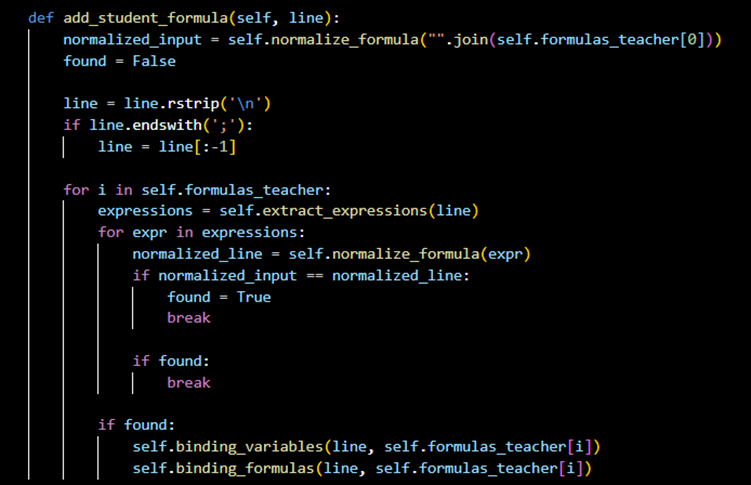 def add_student_formula(self, line):
    normalized_input = self.normalize_formula("".join(self.formulas_teacher[0]))
    found = False

    line = line.rstrip('\n')
    if line.endswith(';'):
        line = line[:-1]

    for i in self.formulas_teacher:
        expressions = self.extract_expressions(line)
        for expr in expressions:
            normalized_line = self.normalize_formula(expr)
            if normalized_input == normalized_line:
                found = True
                break

            if found:
                break

        if found:
            self.binding_variables(line, self.formulas_teacher[i])
            self.binding_formulas(line, self.formulas_teacher[i])